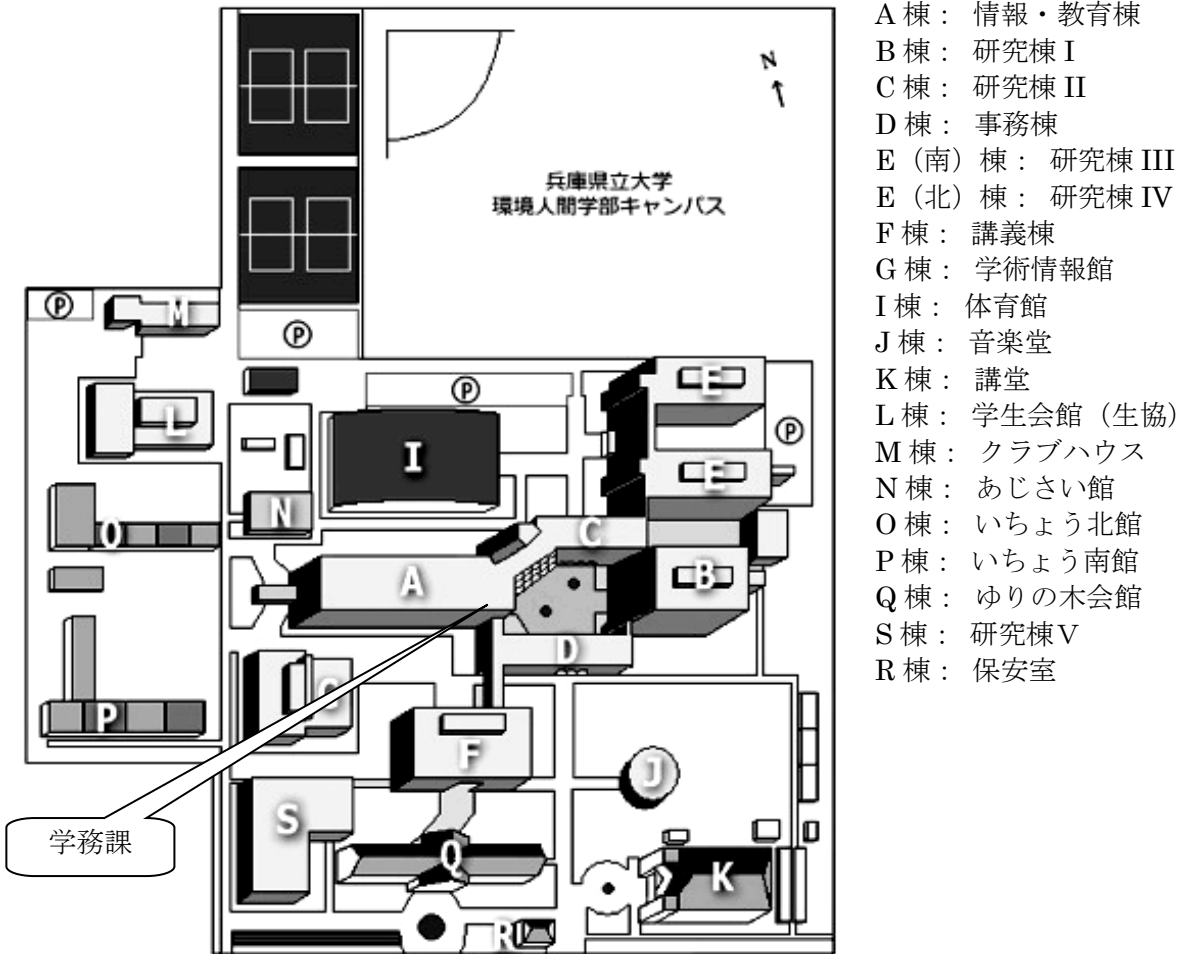 N
兵庫県立大学
環境人間学部キャンパス
Ⓟ
M
Ⓟ
L
Ⓟ
E
Ⓟ
I
E
N
O
C
A
B
D
G
P
F
J
S
学務課
Q
K
R
A棟： 情報・教育棟
B棟： 研究棟 I
C棟： 研究棟 II
D棟： 事務棟
E（南）棟： 研究棟 III
E（北）棟： 研究棟 IV
F棟： 講義棟
G棟： 学術情報館
I棟： 体育館
J棟： 音楽堂
K棟： 講堂
L棟： 学生会館（生協）
M棟： クラブハウス
N棟： あじさい館
O棟： いちょう北館
P棟： いちょう南館
Q棟： ゆりの木会館
S棟： 研究棟Ⅴ
R棟： 保安室